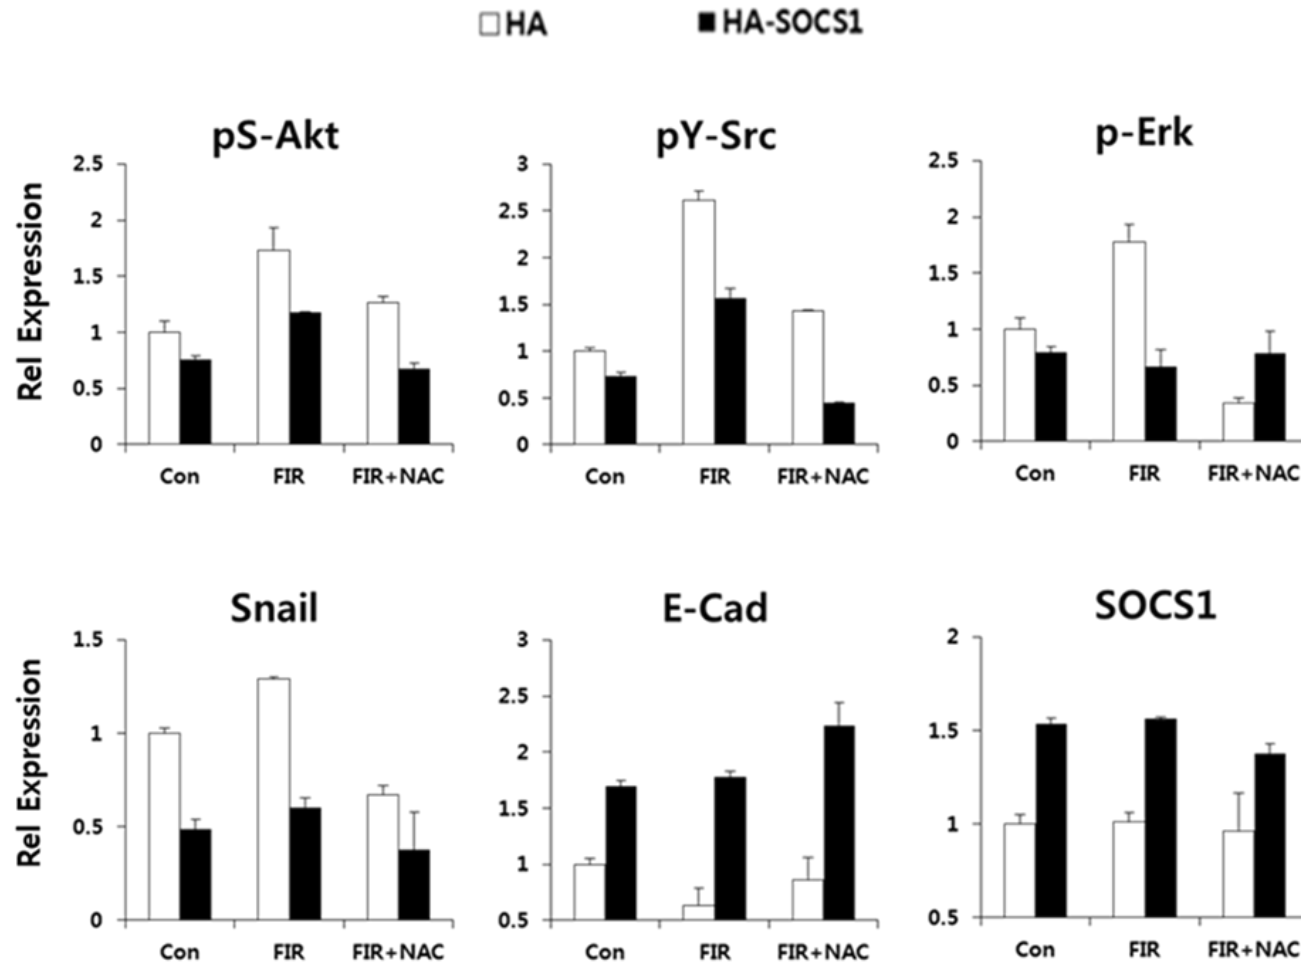 HA HA-SOCS1
pS-Akt
Rel Expression
2.5
2
1.5
1
0.5
0
Con FIR FIR+NAC
pY-Src
3
2.5
2
1.5
1
0.5
0
Con FIR FIR+NAC
p-Erk
2.5
2
1.5
1
0.5
0
Con FIR FIR+NAC
Snail
Rel Expression
1.5
1
0.5
0
Con FIR FIR+NAC
E-Cad
3
2.5
2
1.5
1
0.5
Con FIR FIR+NAC
SOCS1
2
1.5
1
0.5
Con FIR FIR+NAC